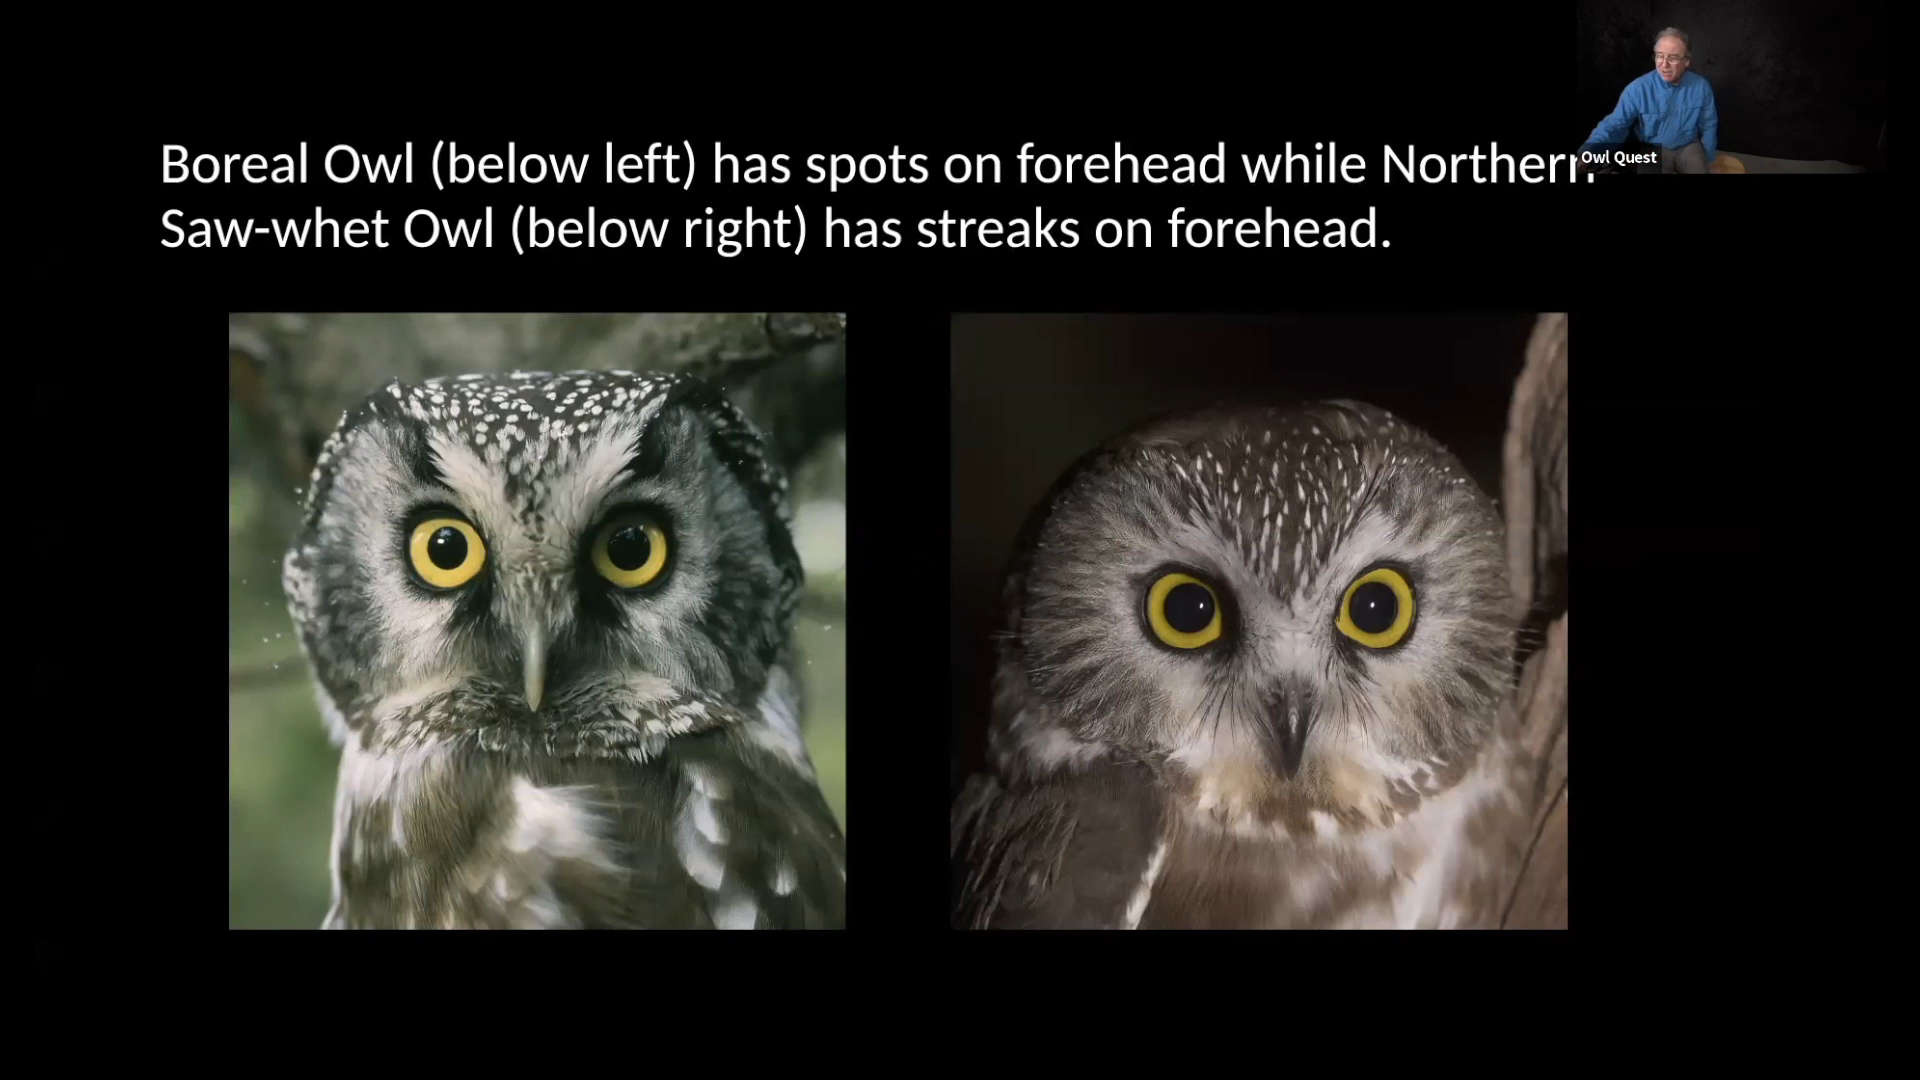 Boreal Owl (below left) has spots on forehead while Northern
Owl Quest
Saw-whet Owl (below right) has streaks on forehead.